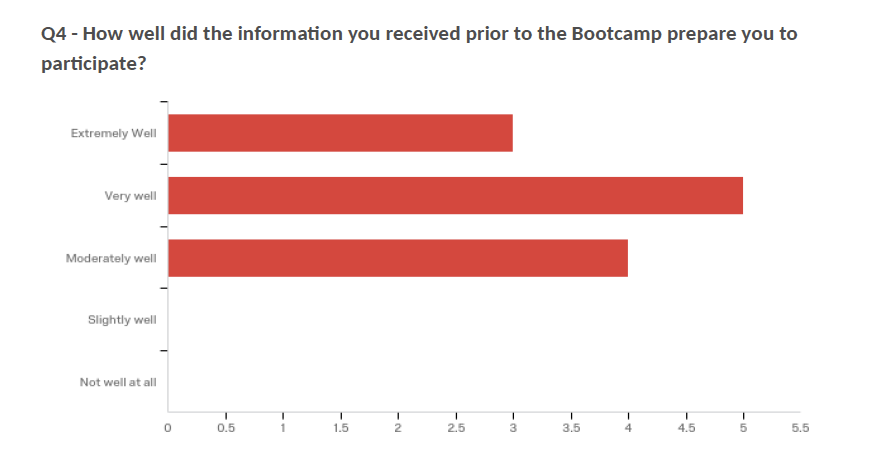 Q4 - How well did the information you received prior to the Bootcamp prepare you to
participate?
Extremely Well
Very well
Moderately well
Slightly well
Not well at all
0 0.5 1 1.5 2 2.5 3 3.5 4 4.5 5 5.5